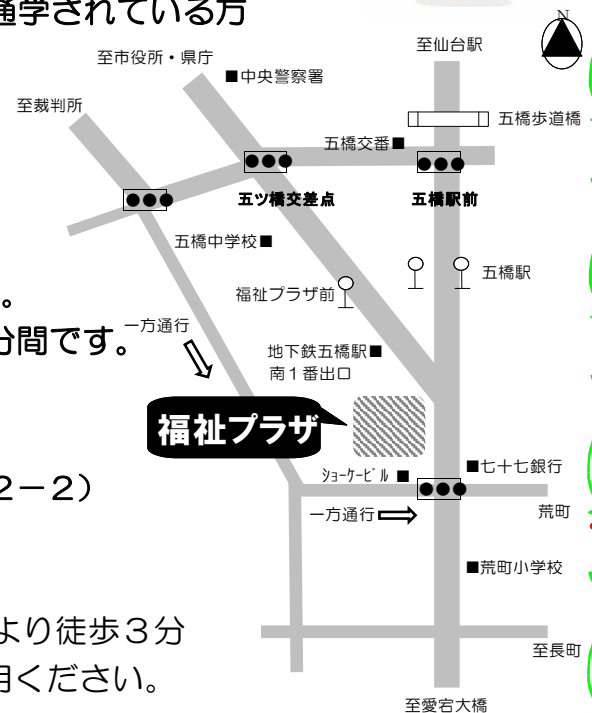 通学されている方
N
至仙台駅
至市役所・県庁
■中央警察署
至裁判所
五橋歩道橋
五橋交番■
五ツ橋交差点
五橋駅前
五橋中学校■
五橋駅
福祉プラザ前
。
一方通行
分間です。
地下鉄五橋駅■
南1番出口
福祉プラザ
ｼｮｰｹｰﾋﾞﾙ ■
■七十七銀行
２－２）
一方通行
荒町
■荒町小学校
より徒歩３分
至長町
用ください。
至愛宕大橋